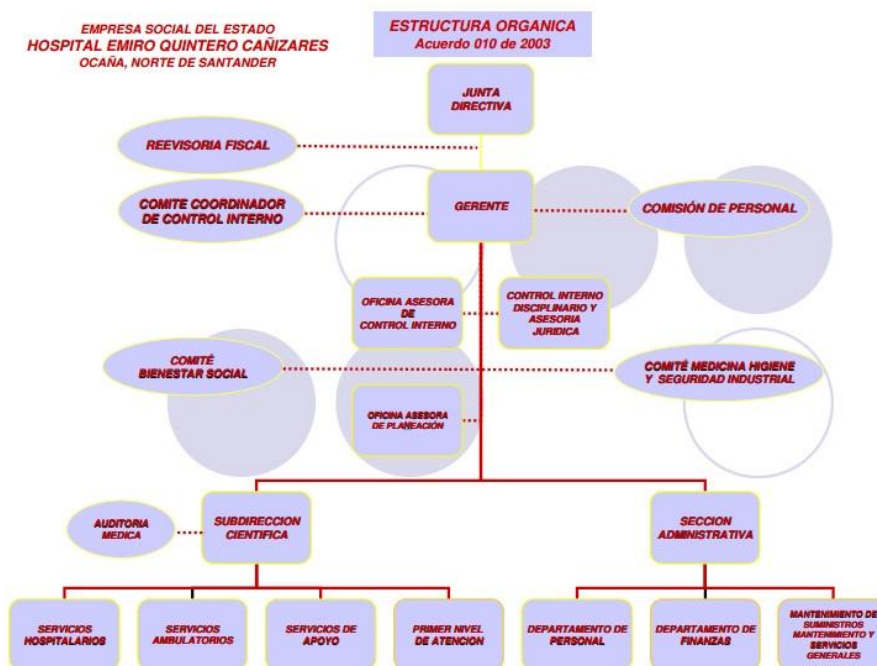 EMPRESA SOCIAL DEL ESTADO
HOSPITAL EMIRO QUINTERO CAÑIZARES
OCAÑA, NORTE DE SANTANDER
ESTRUCTURA ORGANICA
Acuerdo 010 de 2003
JUNTA
DIRECTIVA
REEVISORIA FISCAL
COMITE COORDINADOR
DE CONTROL INTERNO
GERENTE
COMISIÓN DE PERSONAL
OFICINA ASESORA
DE
CONTROL INTERNO
CONTROL INTERNO
DISCIPLINARIO Y
ASESORIA
JURIDICA
COMITÉ
BIENESTAR SOCIAL
COMITÉ MEDICINA HIGIENE
Y SEGURIDAD INDUSTRIAL
OFICINA ASESORA
DE PLANEACIÓN
AUDITORIA
MEDICA
SUBDIRECCION
CIENTIFICA
SECCION
ADMINISTRATIVA
SERVICIOS
HOSPITALARIOS
SERVICIOS
AMBULATORIOS
SERVICIOS DE
APOYO
PRIMER NIVEL
DE ATENCION
DEPARTAMENTO DE
PERSONAL
DEPARTAMENTO DE
FINANZAS
MANTENIMIENTO DE
SUMINISTROS
MANTENIMIENTO Y
SERVICIOS
GENERALES